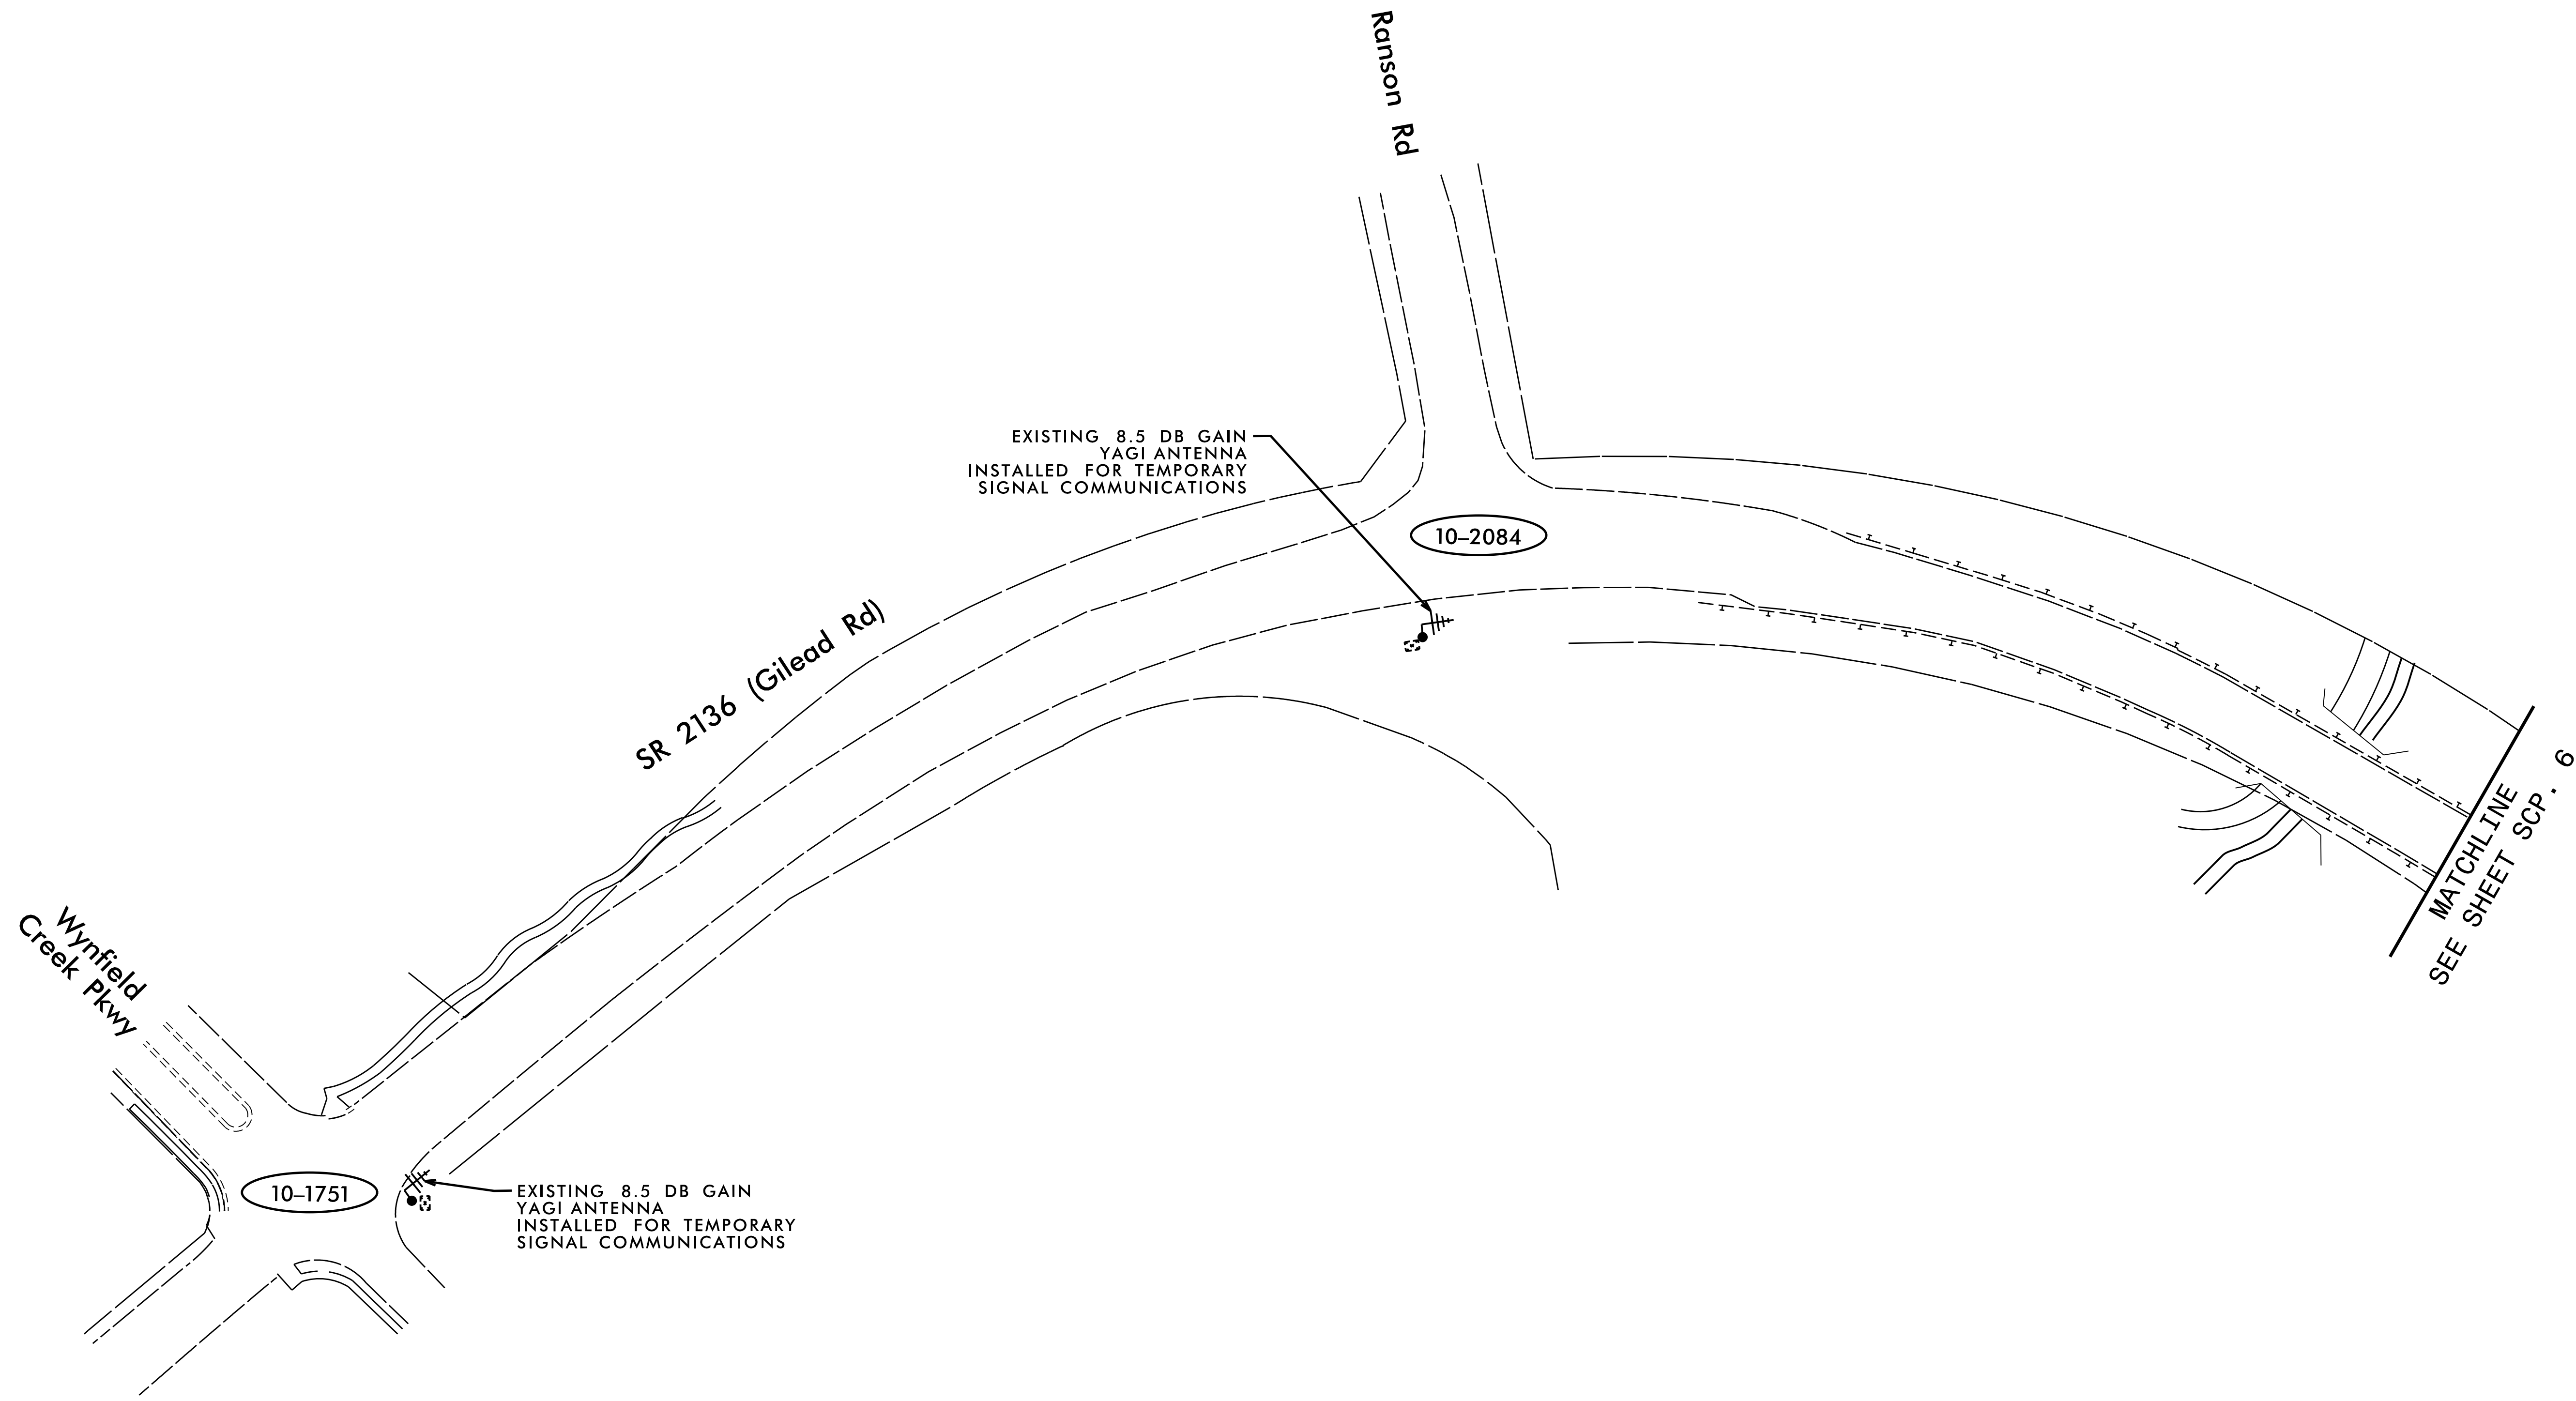 Ranson Rd
EXISTING 8.5 DB GAIN
YAGI ANTENNA
INSTALLED FOR TEMPORARY
SIGNAL COMMUNICATIONS
10-2084
SR 2136 (Gilead Rd)
MATCHLINE
SEE SHEET SCP. 6
Wynfield
Creek Pkwy
10-1751
EXISTING 8.5 DB GAIN
YAGI ANTENNA
INSTALLED FOR TEMPORARY
SIGNAL COMMUNICATIONS